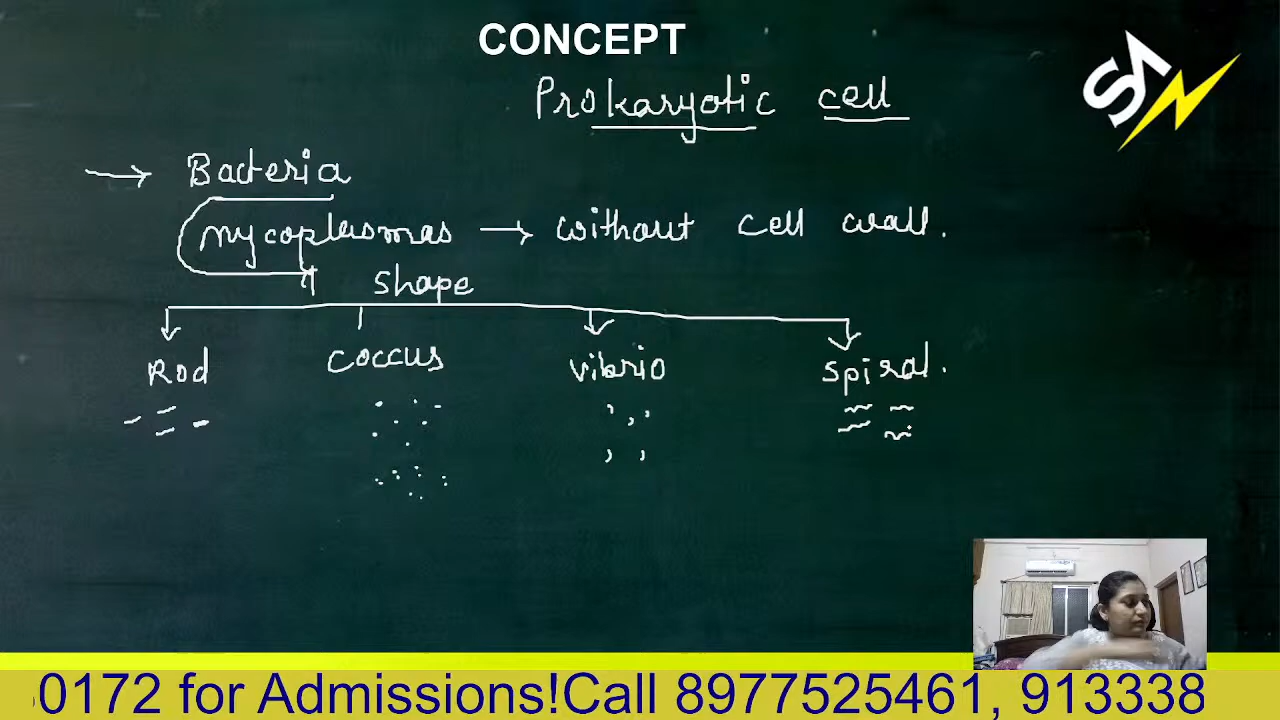 CONCEPT
Prokaryotic cell
→ Bacteria
mycoplasmas → without cell wall.
shape
Rod coccus vibrio spiral.
0172 for Admissions!Call 8977525461, 913338